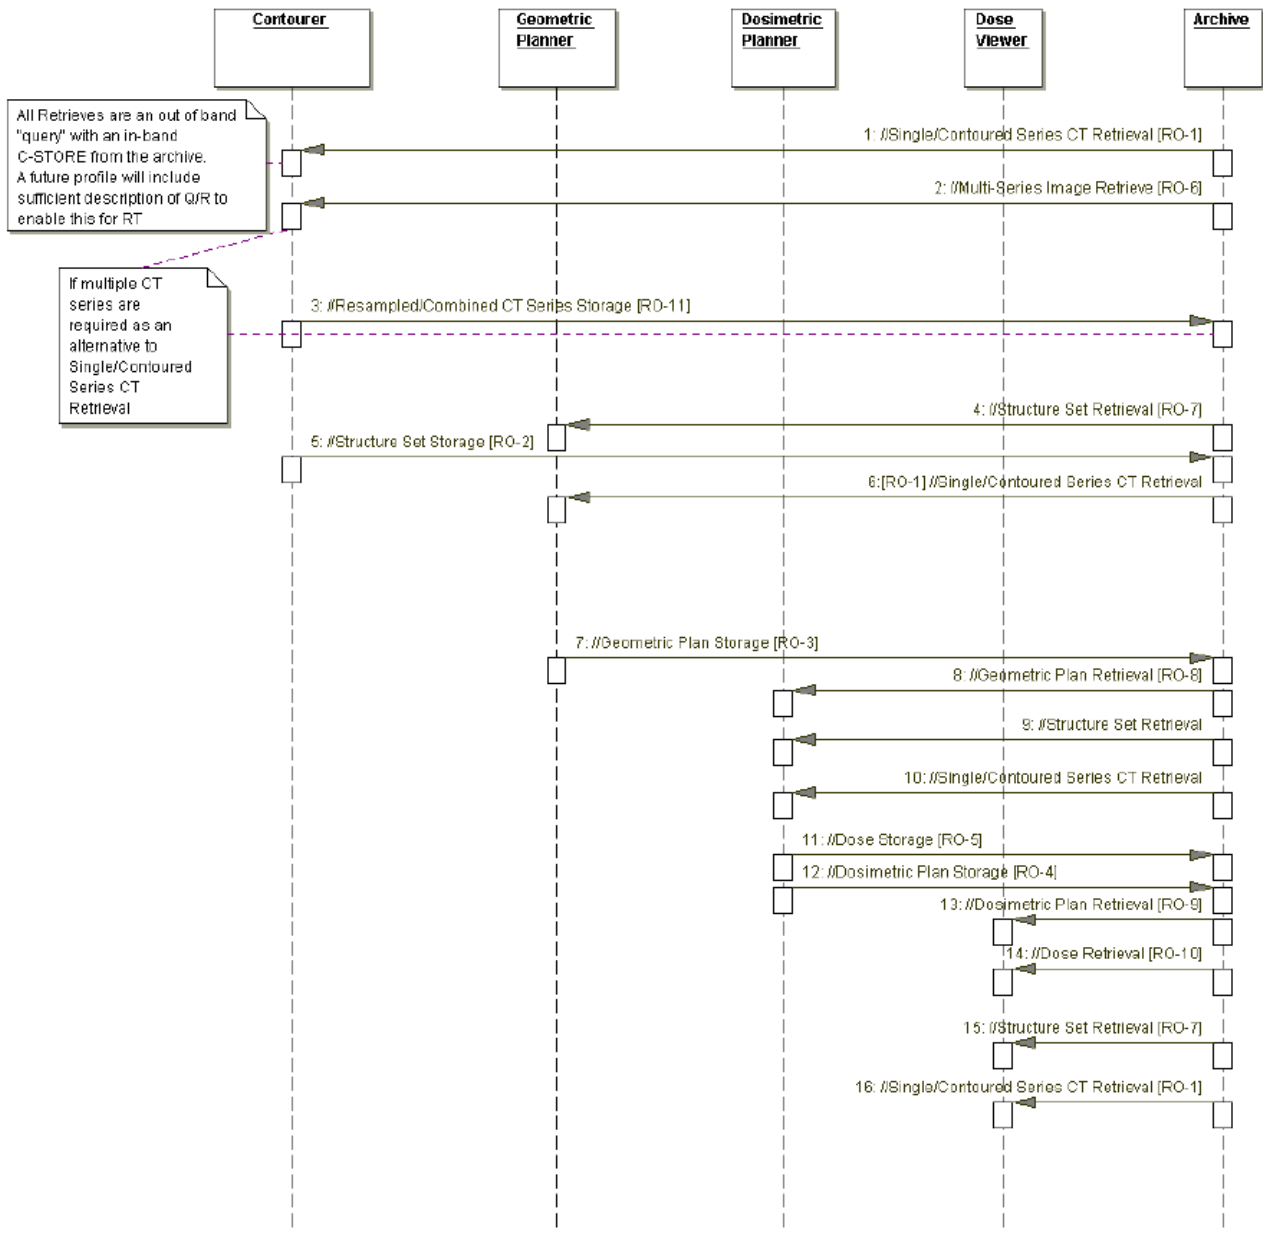 Contourer
Geometric
Planner
Dosimetric
Planner
Dose
Viewer
Archive
All Retrieves are an out of band
"query" with an in-band
C-STORE from the archive.
A future profile will include
sufficient description of Q/R to
enable this for RT
1: //Single/Contoured Series CT Retrieval [RO-1]
2: //Multi-Series Image Retrieve [RO-6]
If multiple CT
series are
required as an
alternative to
Single/Contoured
Series CT
Retrieval
3: //Resampled/Combined CT Series Storage [RO-11]
4: //Structure Set Retrieval [RO-7]
5: //Structure Set Storage [RO-2]
6:[RO-1] //Single/Contoured Series CT Retrieval
7: //Geometric Plan Storage [RO-3]
8: //Geometric Plan Retrieval [RO-8]
9: //Structure Set Retrieval
10: //Single/Contoured Series CT Retrieval
11: //Dose Storage [RO-5]
12: //Dosimetric Plan Storage [RO-4]
13: //Dosimetric Plan Retrieval [RO-9]
14: //Dose Retrieval [RO-10]
15: //Structure Set Retrieval [RO-7]
16: //Single/Contoured Series CT Retrieval [RO-1]